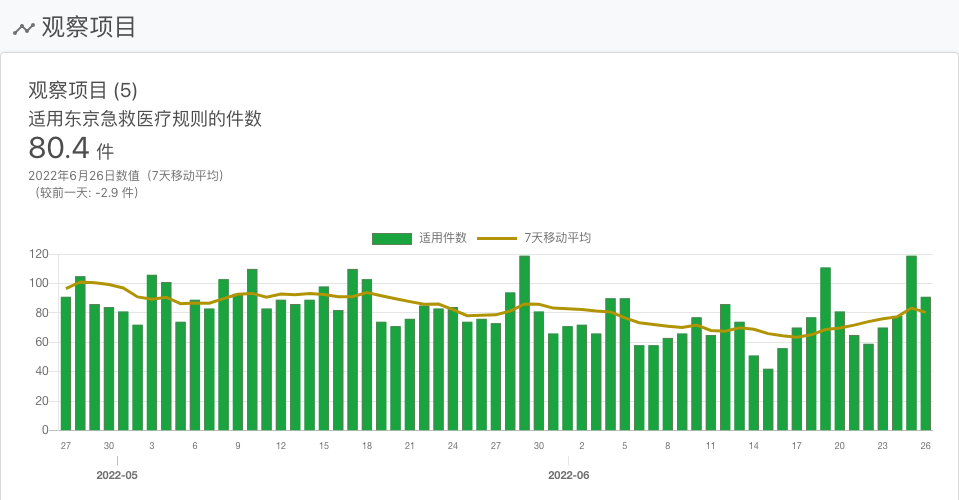 观察项目
观察项目 (5)
适用东京急救医疗规则的件数
80.4 件
2022年6月26日数值（7天移动平均）
（较前一天: -2.9 件）
适用件数 7天移动平均
120
100
80
60
40
20
0
27 30 3 6 9 12 15 18 21 24 27 30 2 5 8 11 14 17 20 23 26
2022-05 2022-06